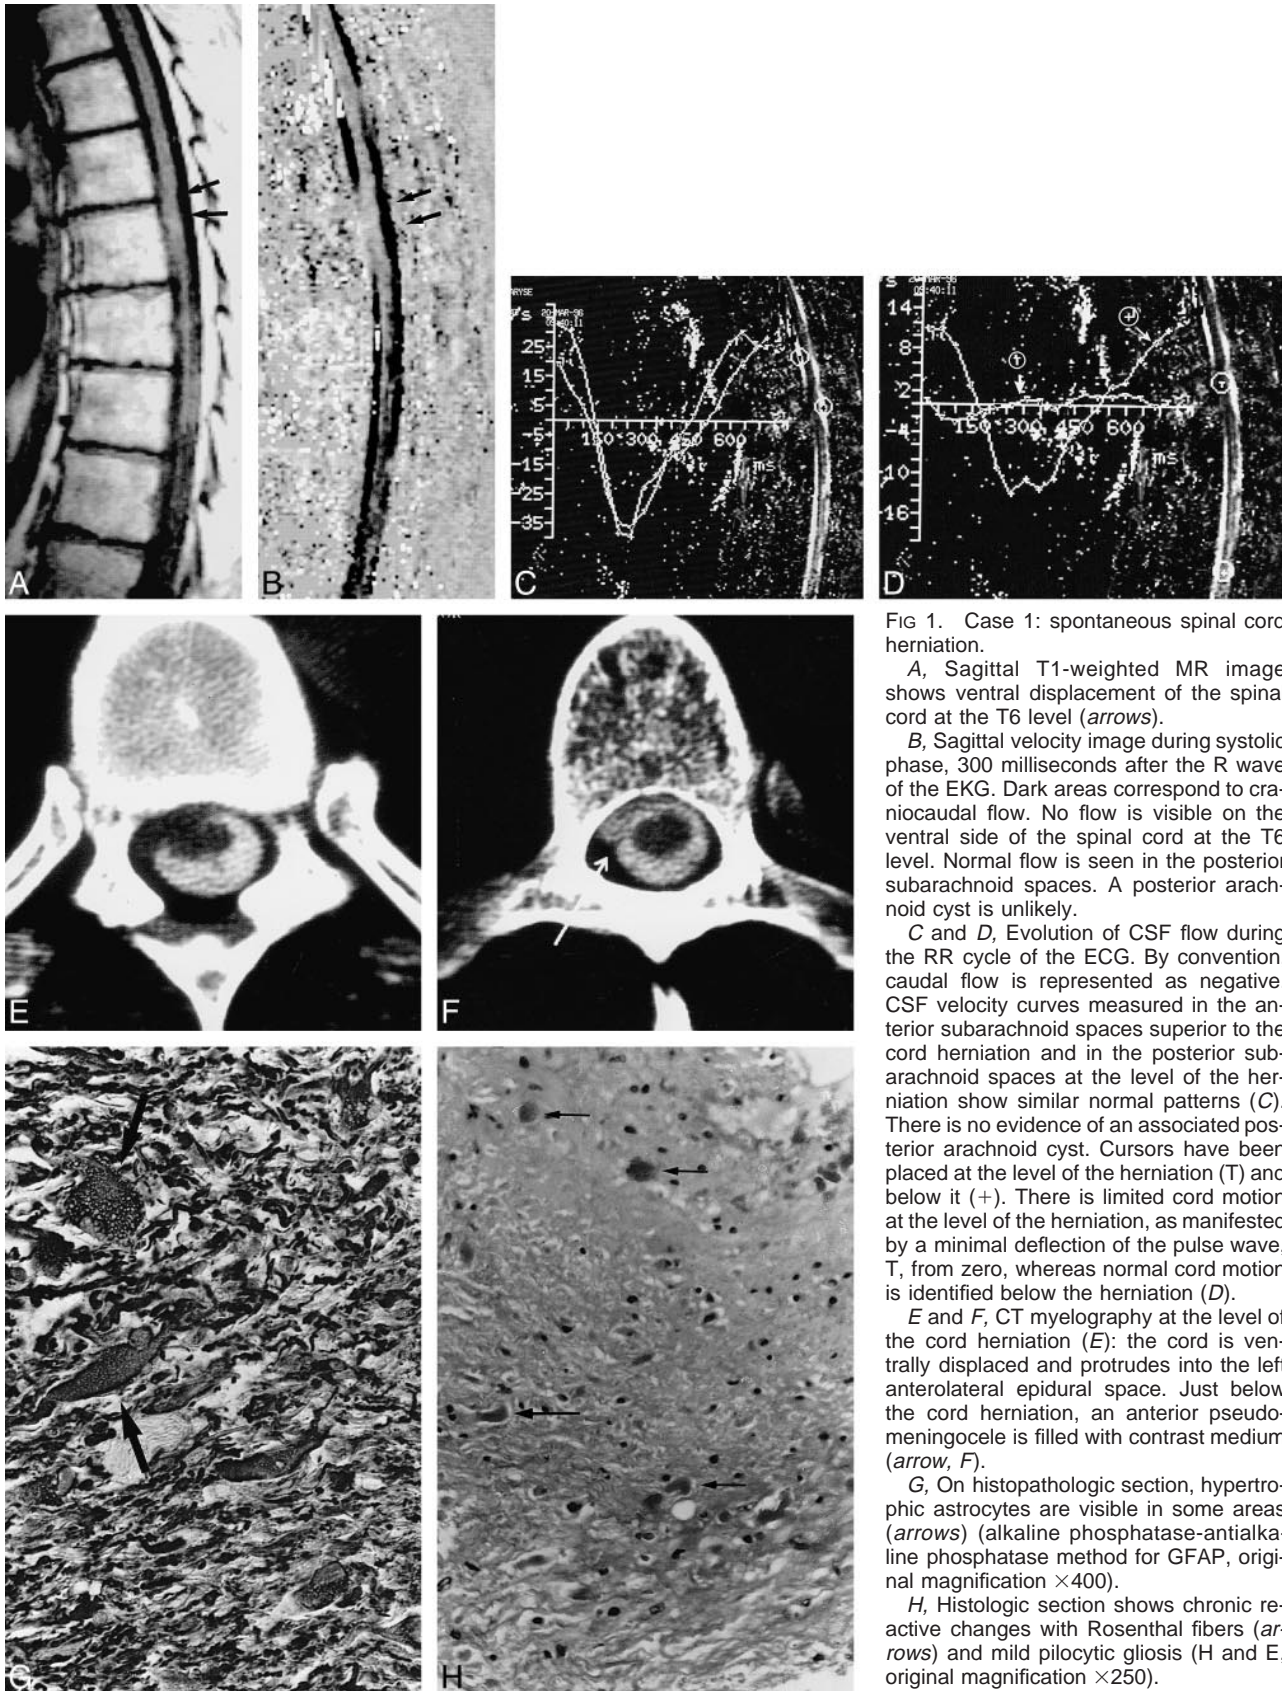 A
B
ARYSE
20-MAR-96
09:40:11
25
15
5
-5
-15
-25
-35
150 300 450 600
ms
C
20-MAR-96
09:40:11
14
8
2
-4
-10
-16
150 300 450 600
ms
D
E
F
G
H
FIG 1. Case 1: spontaneous spinal cord
herniation.
A, Sagittal T1-weighted MR image
shows ventral displacement of the spinal
cord at the T6 level (arrows).
B, Sagittal velocity image during systolic
phase, 300 milliseconds after the R wave
of the EKG. Dark areas correspond to cra-
niocaudal flow. No flow is visible on the
ventral side of the spinal cord at the T6
level. Normal flow is seen in the posterior
subarachnoid spaces. A posterior arach-
noid cyst is unlikely.
C and D, Evolution of CSF flow during
the RR cycle of the ECG. By convention,
caudal flow is represented as negative.
CSF velocity curves measured in the an-
terior subarachnoid spaces superior to the
cord herniation and in the posterior sub-
arachnoid spaces at the level of the her-
niation show similar normal patterns (C).
There is no evidence of an associated pos-
terior arachnoid cyst. Cursors have been
placed at the level of the herniation (T) and
below it (+). There is limited cord motion
at the level of the herniation, as manifested
by a minimal deflection of the pulse wave,
T, from zero, whereas normal cord motion
is identified below the herniation (D).
E and F, CT myelography at the level of
the cord herniation (E): the cord is ven-
trally displaced and protrudes into the left
anterolateral epidural space. Just below
the cord herniation, an anterior pseudo-
meningocele is filled with contrast medium
(arrow, F).
G, On histopathologic section, hypertro-
phic astrocytes are visible in some areas
(arrows) (alkaline phosphatase-antialka-
line phosphatase method for GFAP, origi-
nal magnification ×400).
H, Histologic section shows chronic re-
active changes with Rosenthal fibers (ar-
rows) and mild pilocytic gliosis (H and E,
original magnification ×250).